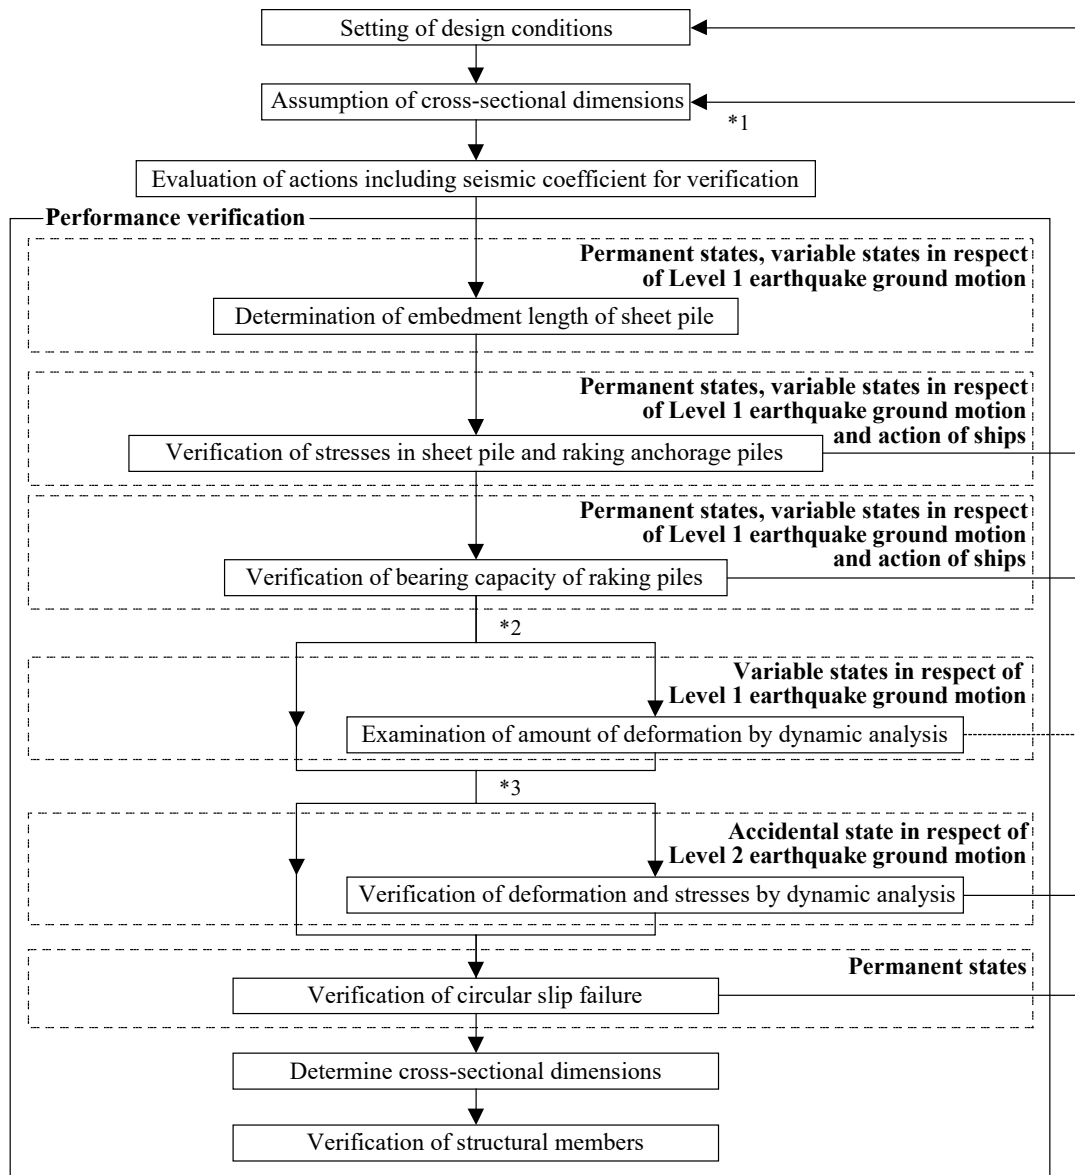 Setting of design conditions
Assumption of cross-sectional dimensions
*1
Evaluation of actions including seismic coefficient for verification
Performance verification
Permanent states, variable states in respect
of Level 1 earthquake ground motion
Determination of embedment length of sheet pile
Permanent states, variable states in respect
of Level 1 earthquake ground motion
and action of ships
Verification of stresses in sheet pile and raking anchorage piles
Permanent states, variable states in respect
of Level 1 earthquake ground motion
and action of ships
Verification of bearing capacity of raking piles
*2
Variable states in respect of
Level 1 earthquake ground motion
Examination of amount of deformation by dynamic analysis
*3
Accidental state in respect of
Level 2 earthquake ground motion
Verification of deformation and stresses by dynamic analysis
Permanent states
Verification of circular slip failure
Determine cross-sectional dimensions
Verification of structural members